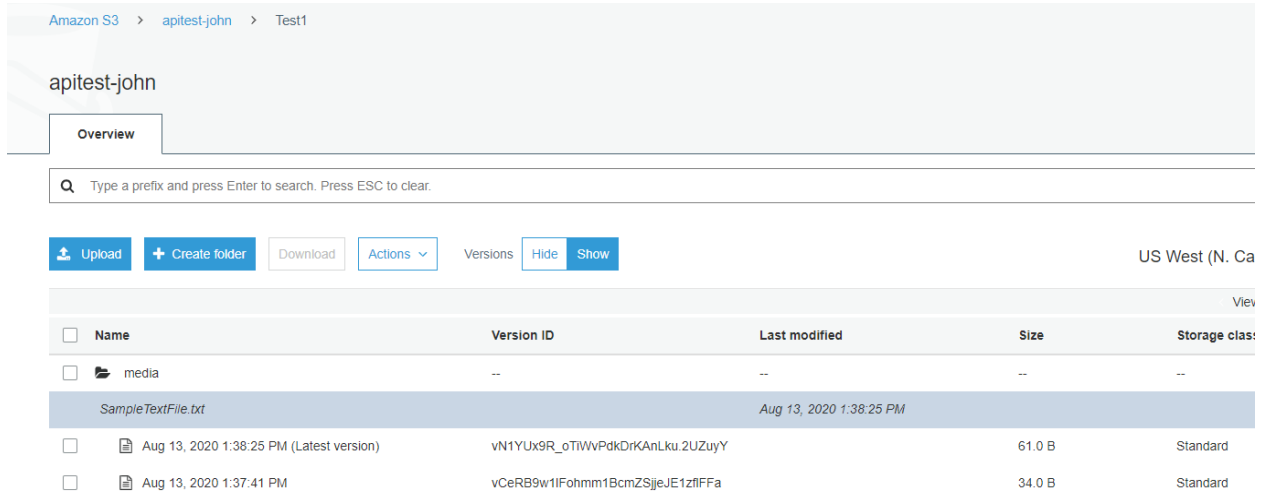 Amazon S3 > apitest-john > Test1
apitest-john
Overview
Type a prefix and press Enter to search. Press ESC to clear.
Upload + Create folder Download Actions Versions Hide Show
US West (N. Ca
View
Name Version ID Last modified Size Storage clas
media -- -- -- --
SampleTextFile.txt Aug 13, 2020 1:38:25 PM
Aug 13, 2020 1:38:25 PM (Latest version) vN1YUx9R_oTiWvPdkDrKAnLku.2UZuyY 61.0 B Standard
Aug 13, 2020 1:37:41 PM 34.0 B Standard